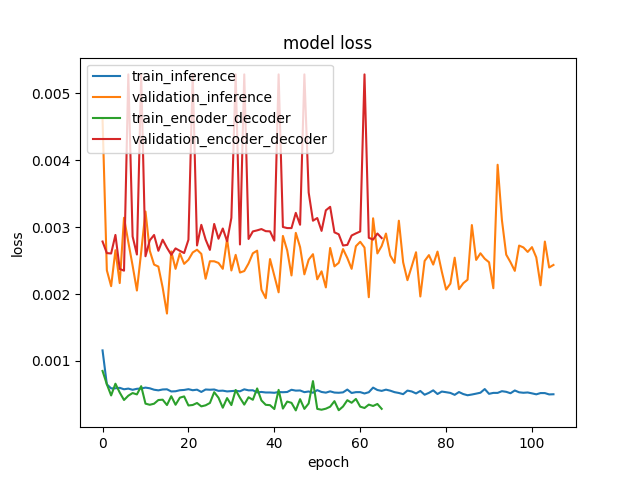 model loss
train_inference
validation_inference
train_encoder_decoder
validation_encoder_decoder
0.005
0.004
0.003
0.002
0.001
loss
0 20 40 60 80 100
epoch